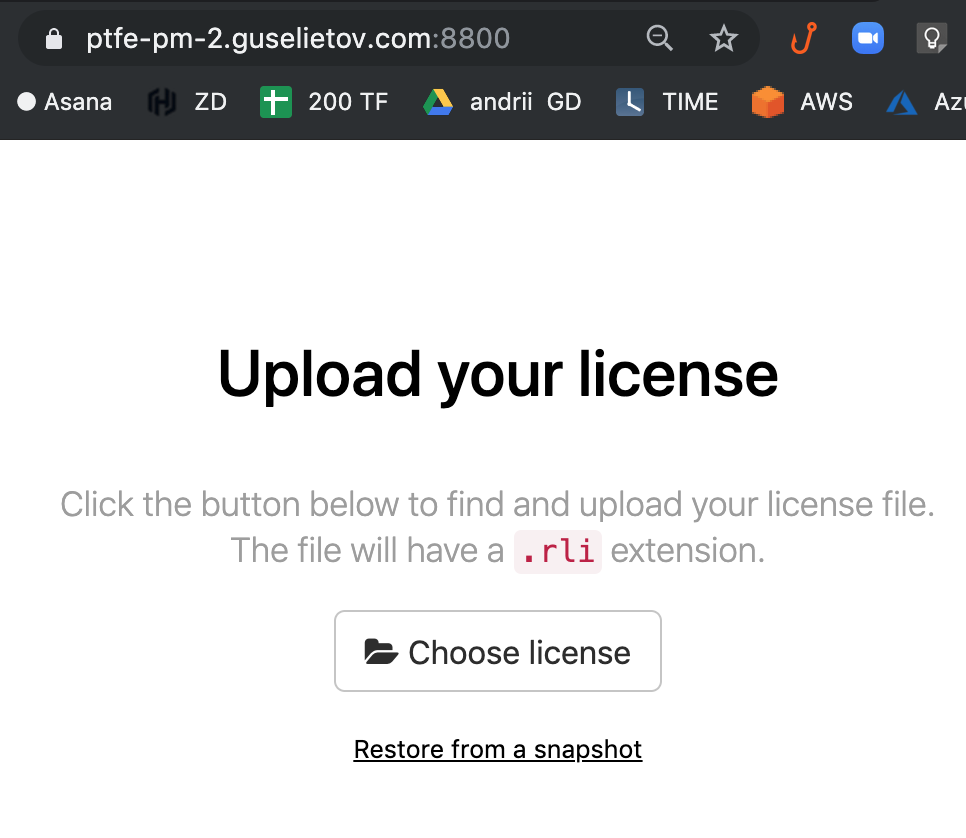 ptfe-pm-2.guselietov.com:8800
Asana ZD 200 TF andrii GD TIME AWS
Upload your license
Click the button below to find and upload your license file.
The file will have a .rli extension.
Choose license
Restore from a snapshot